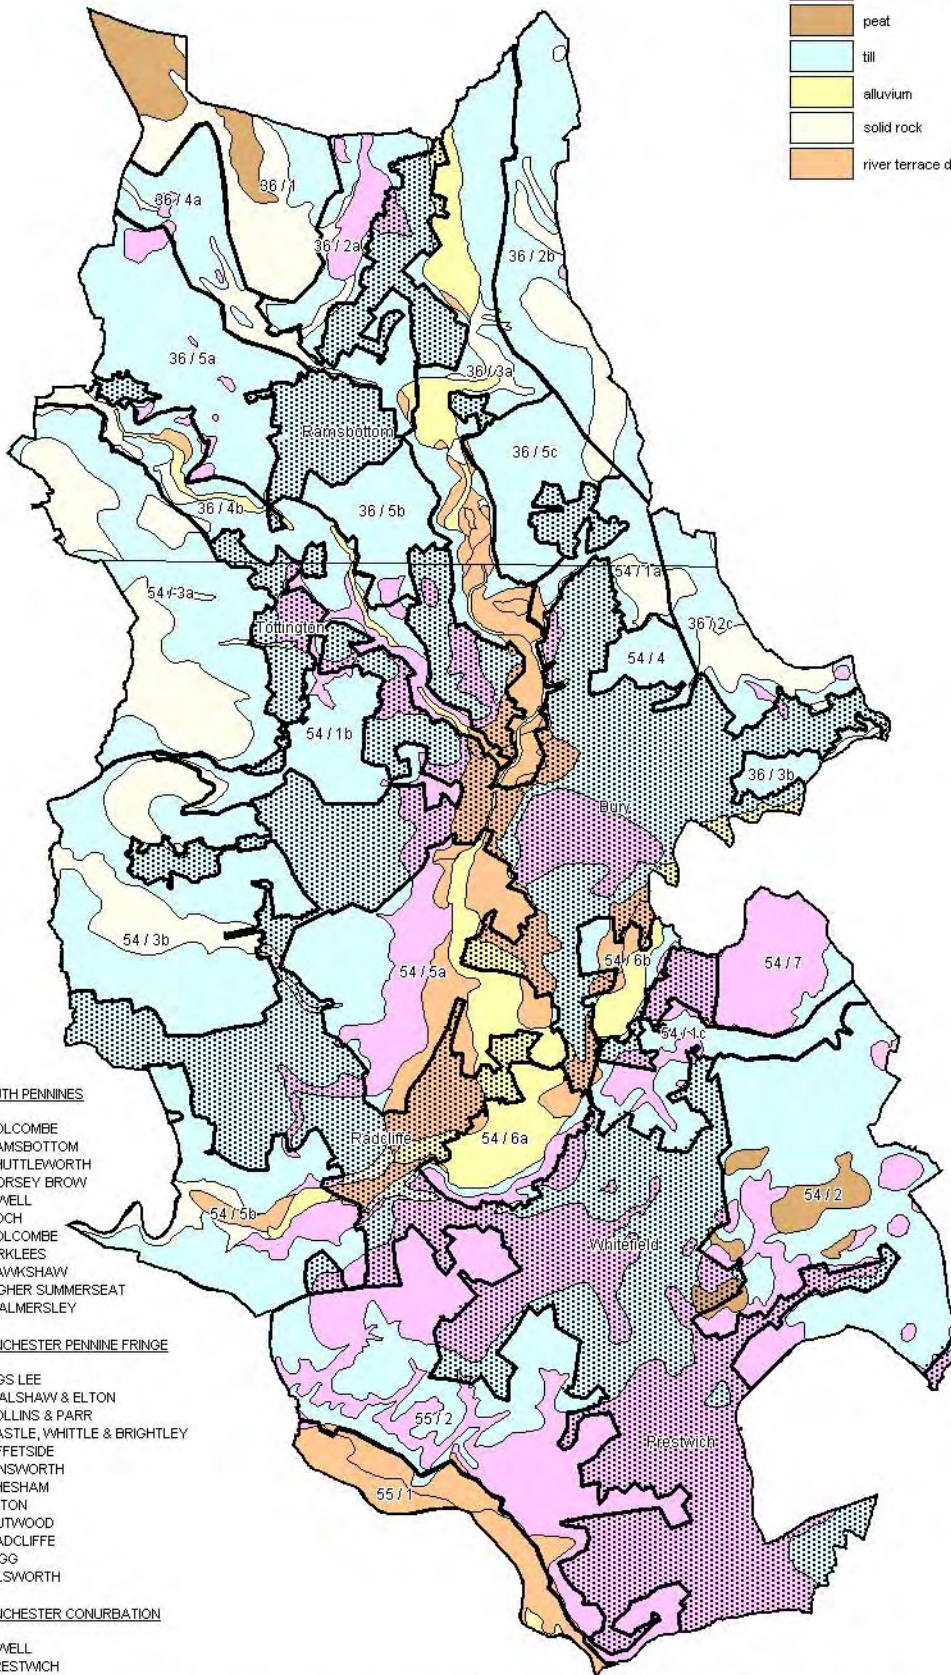 peat
till
alluvium
solid rock
river terrace d
36 / 1
36 / 4a
36 / 2a
36 / 2b
36 / 5a
36 / 3a
Ramsbottom
36 / 5c
36 / 4b
36 / 5b
54 / 1a
54 / 3a
Tottington
36 / 2c
54 / 4
54 / 1b
36 / 3b
Bury
54 / 3b
54 / 5a
54 / 6b
54 / 7
54 / 1c
Radcliffe
54 / 6a
54 / 2
54 / 5b
Whitefield
55 / 2
Prestwich
55 / 1
UTH PENNINES
OLCOMBE
AMSBOTTOM
HUTTLEWORTH
ORSEY BROW
WELL
OCH
OLCOMBE
RKLEES
AWKSHAW
GHER SUMMERSEAT
ALMERSLEY
NCHESTER PENNINE FRINGE
GS LEE
ALSHAW & ELTON
OLLINS & PARR
ASTLE, WHITTLE & BRIGHTLEY
FFETSIDE
NSWORTH
HESHAM
TON
UTWOOD
ADCLIFFE
GG
LSWORTH
NCHESTER CONURBATION
WELL
RESTWICH